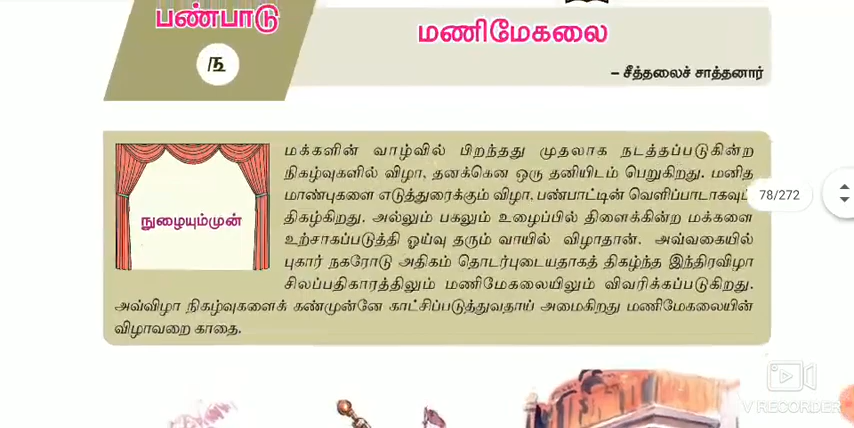 பண்பாடு
௩
மணிமேகலை
– சீத்தலைச் சாத்தனார்
நுழையும்முன்
மக்களின் வாழ்வில் பிறந்தது முதலாக நடத்தப்படுகின்ற
நிகழ்வுகளில் விழா, தனக்கென ஒரு தனியிடம் பெறுகிறது. மனித
மாண்புகளை எடுத்துரைக்கும் விழா, பண்பாட்டின் வெளிப்பாடாகவும்
திகழ்கிறது. அல்லும் பகலும் உழைப்பில் திளைக்கின்ற மக்களை
உற்சாகப்படுத்தி ஓய்வு தரும் வாயில் விழாதான். அவ்வகையில்
புகார் நகரோடு அதிகம் தொடர்புடையதாகத் திகழ்ந்த இந்திரவிழா
சிலப்பதிகாரத்திலும் மணிமேகலையிலும் விவரிக்கப்படுகிறது.
அவ்விழா நிகழ்வுகளைக் கண்முன்னே காட்சிப்படுத்துவதாய் அமைகிறது மணிமேகலையின்
விழாவறை காதை.
78/272
V RECORDER